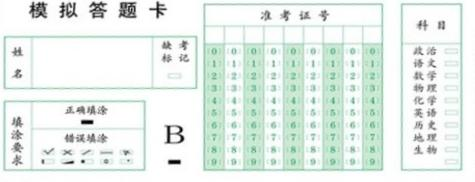 模拟答题卡
姓名
缺考
标记
填涂要求
正确填涂
错误填涂
B
准考证号
0 0 0 0 0 0 0 0 0
1 1 1 1 1 1 1 1 1
2 2 2 2 2 2 2 2 2
3 3 3 3 3 3 3 3 3
4 4 4 4 4 4 4 4 4
5 5 5 5 5 5 5 5 5
6 6 6 6 6 6 6 6 6
7 7 7 7 7 7 7 7 7
8 8 8 8 8 8 8 8 8
9 9 9 9 9 9 9 9 9
科目
政治
语文
数学
物理
化学
英语
历史
地理
生物